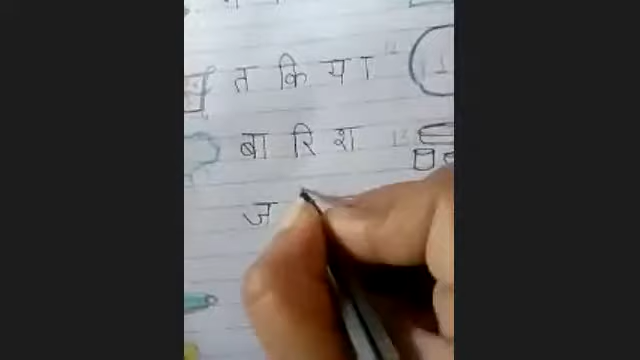 त कि या
बा रि श
ज